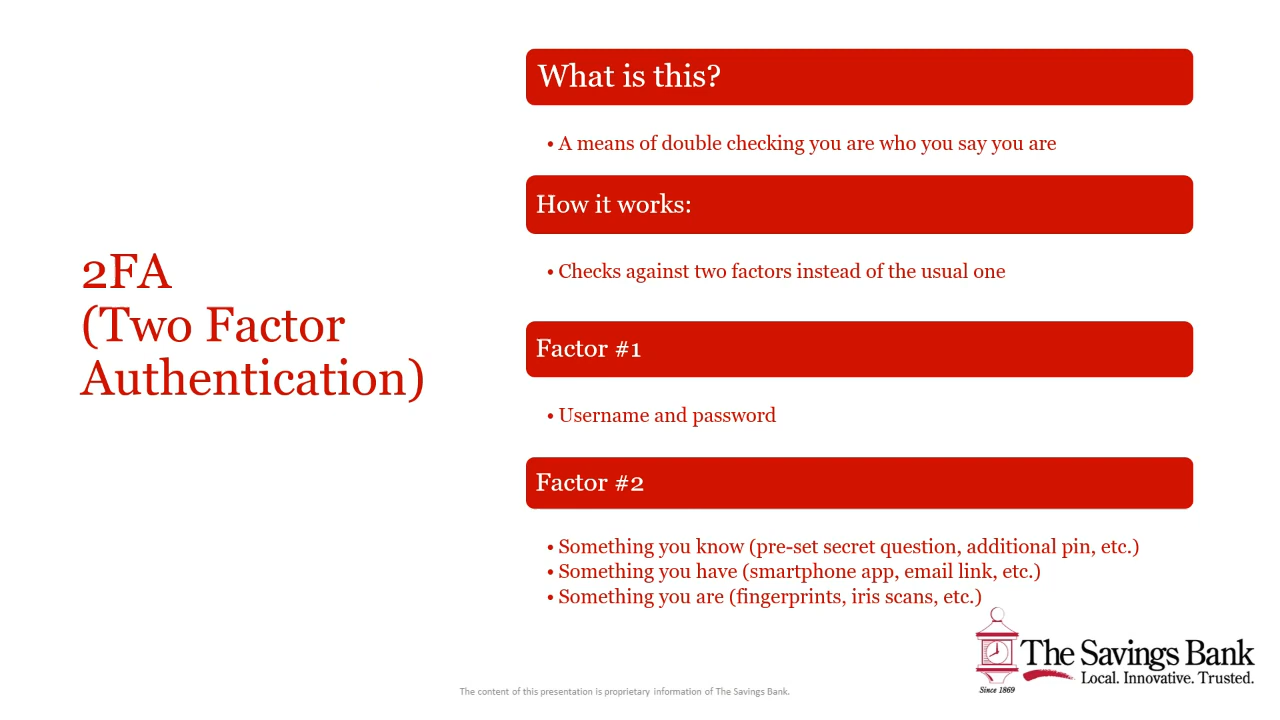 2FA
(Two Factor
Authentication)
What is this?
• A means of double checking you are who you say you are
How it works:
• Checks against two factors instead of the usual one
Factor #1
• Username and password
Factor #2
• Something you know (pre-set secret question, additional pin, etc.)
• Something you have (smartphone app, email link, etc.)
• Something you are (fingerprints, iris scans, etc.)
The Savings Bank
Local. Innovative. Trusted.
Since 1869
The content of this presentation is proprietary information of The Savings Bank.